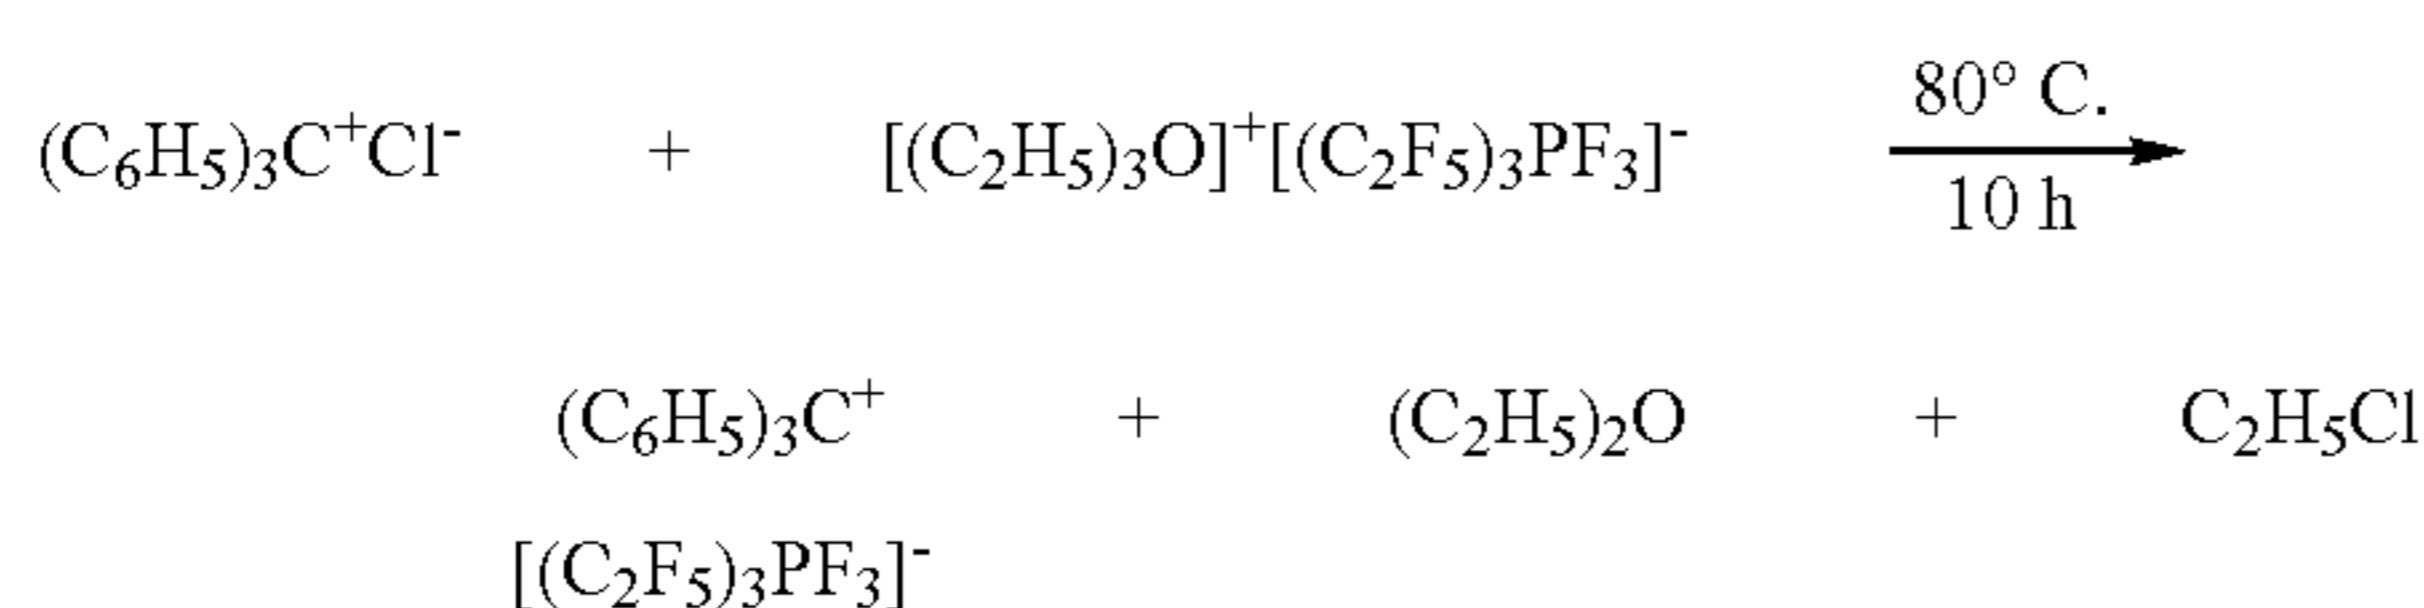 80° C.
(C₆H₅)₃C⁺Cl⁻ + [(C₂H₅)₃O]⁺[(C₂F₅)₃PF₃]⁻
10 h
(C₆H₅)₃C⁺ + (C₂H₅)₂O + C₂H₅Cl
[(C₂F₅)₃PF₃]⁻